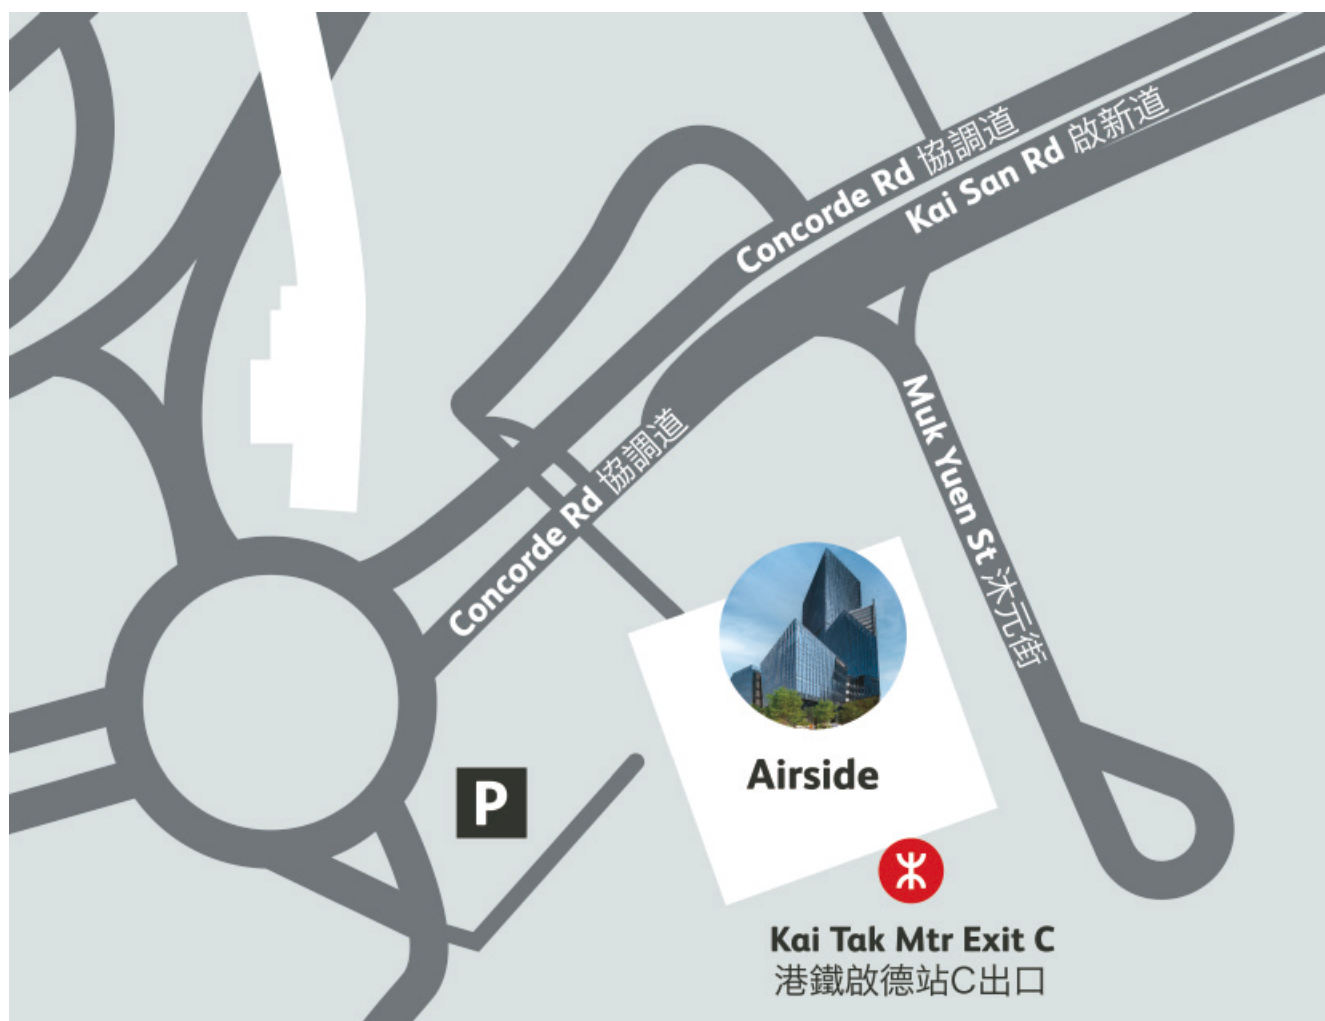 Concorde Rd 協調道
Kai San Rd 啟新道
Concorde Rd 協調道
Muk Yuen St 沐元街
Airside
P
Kai Tak Mtr Exit C
港鐵啟德站C出口